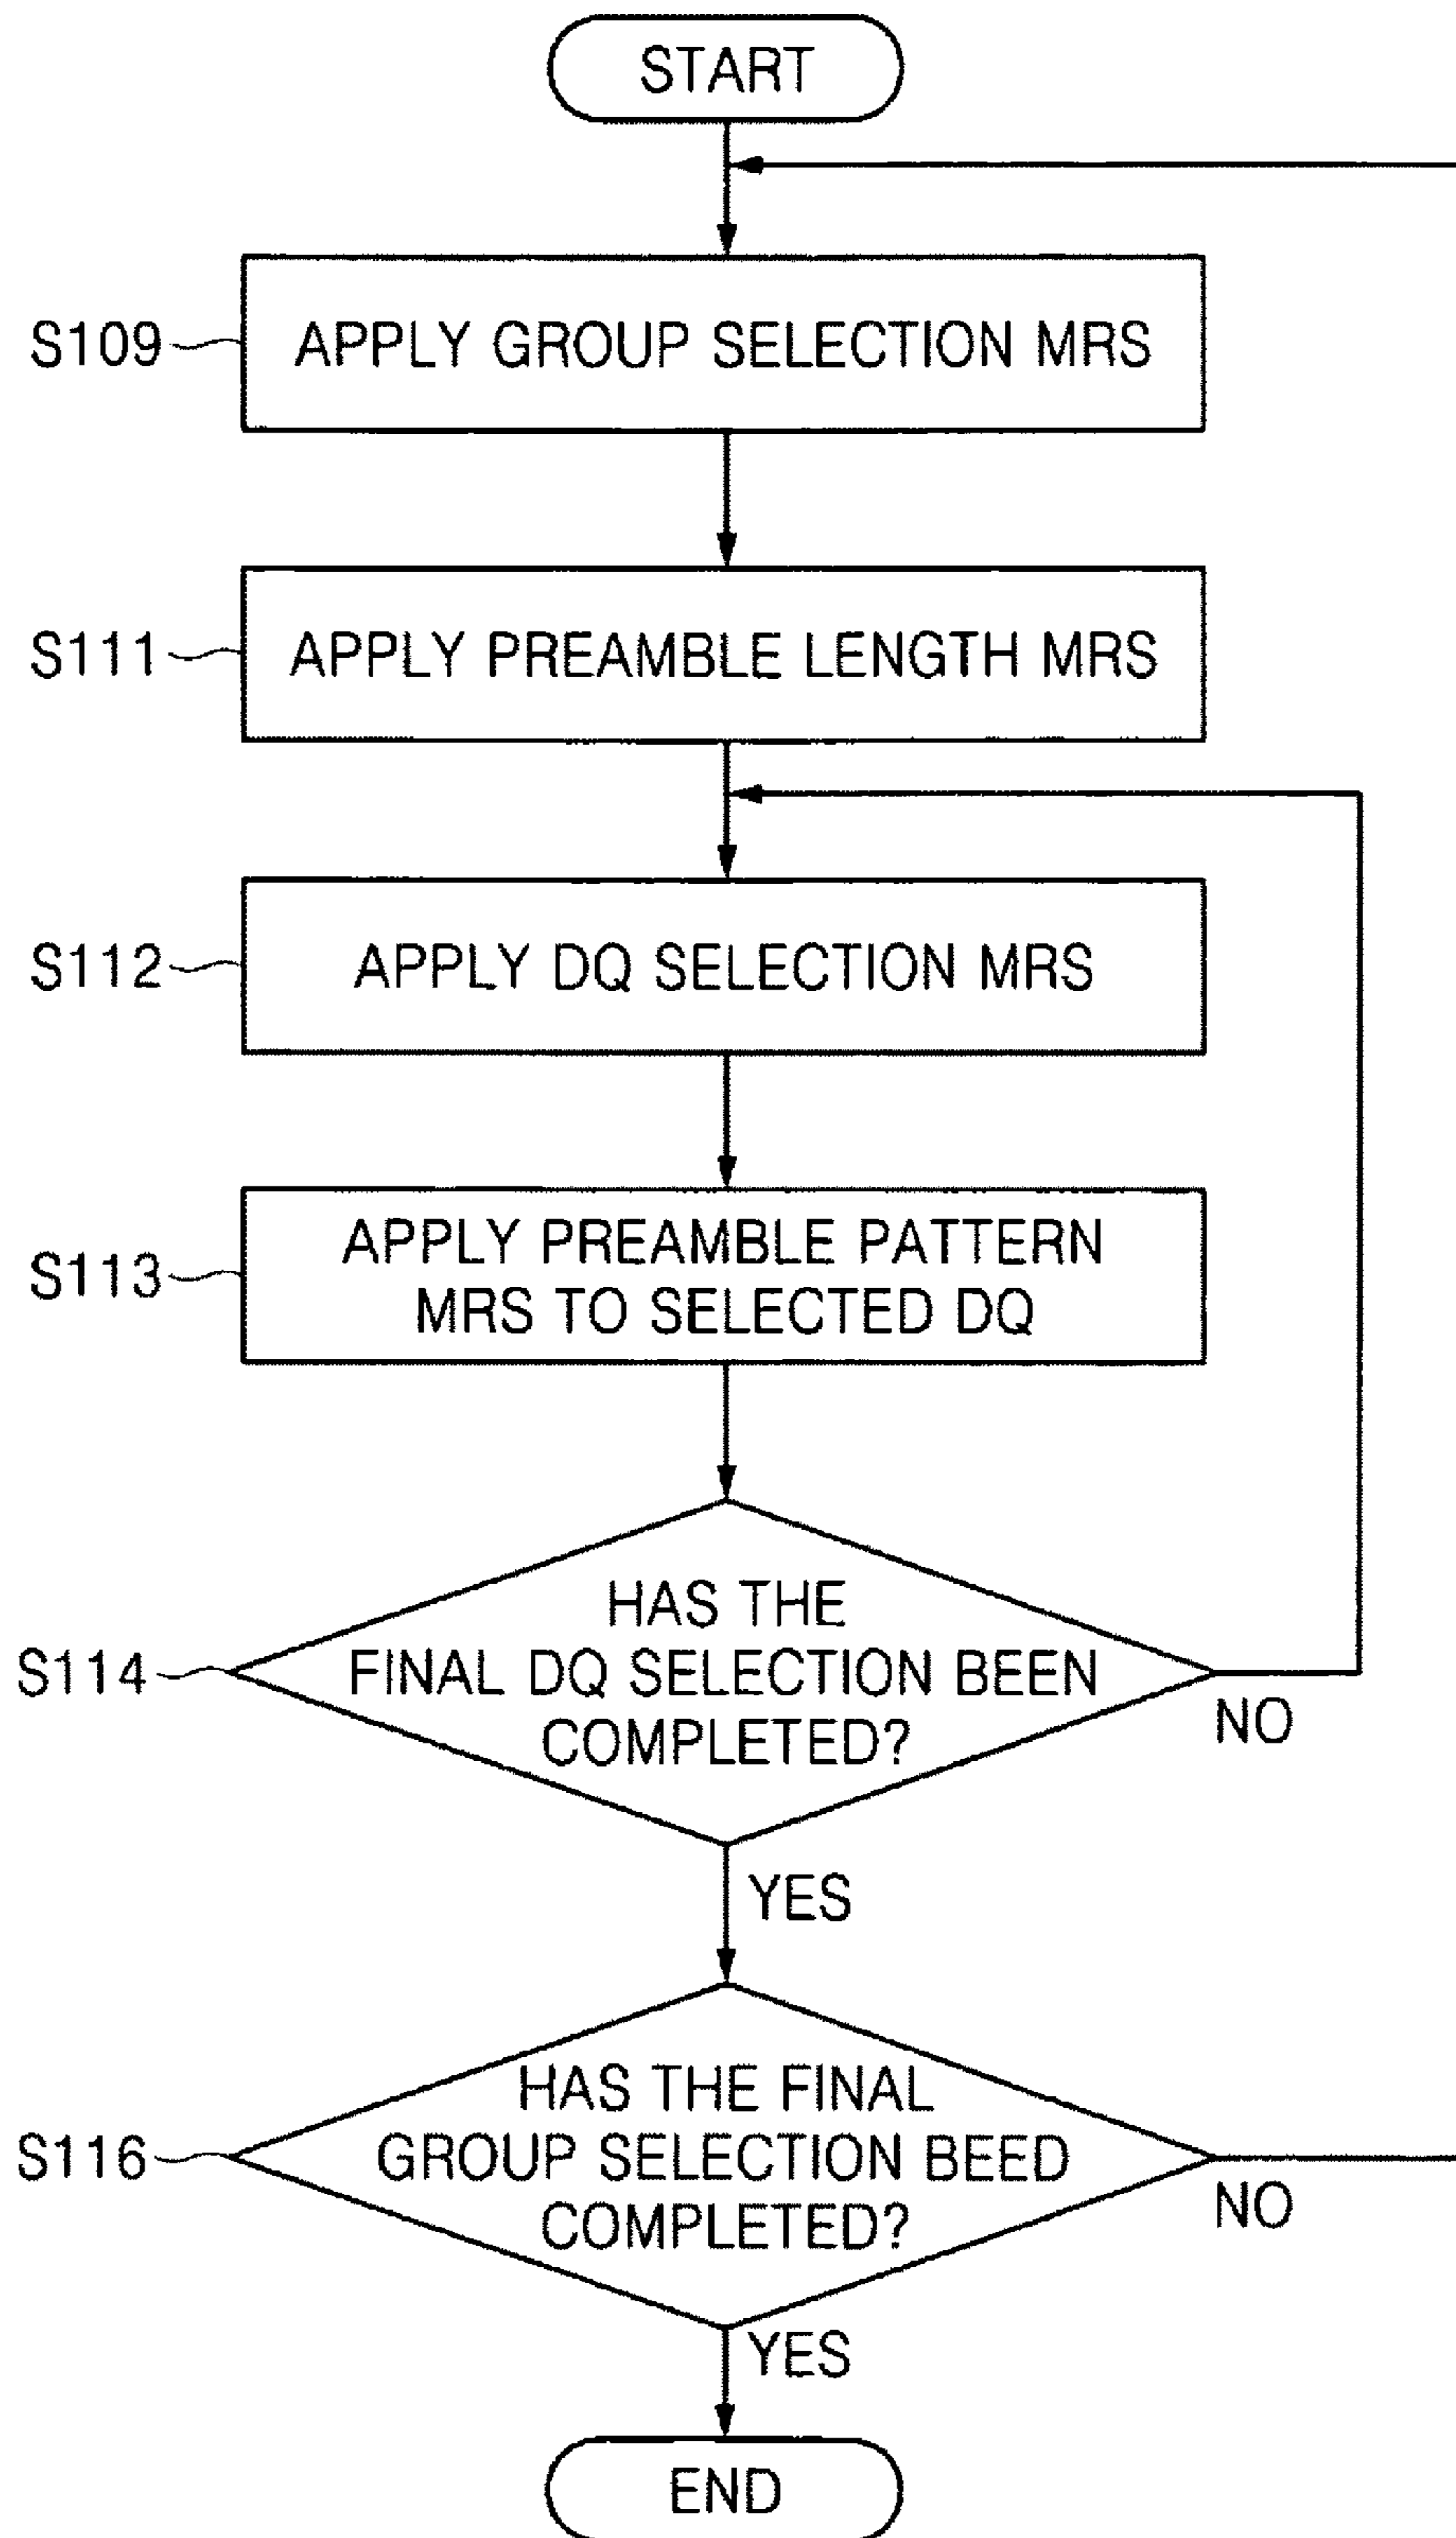 START
S109
APPLY GROUP SELECTION MRS
S111
APPLY PREAMBLE LENGTH MRS
S112
APPLY DQ SELECTION MRS
S113
APPLY PREAMBLE PATTERN
MRS TO SELECTED DQ
S114
HAS THE
FINAL DQ SELECTION BEEN
COMPLETED?
NO
YES
S116
HAS THE FINAL
GROUP SELECTION BEED
COMPLETED?
NO
YES
END